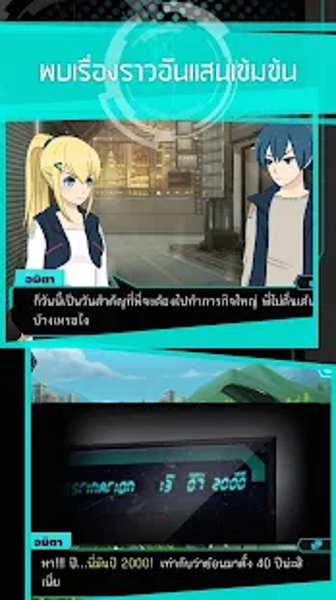 พบเรื่องราวอันแสนเข้มข้น
อนิตา
ก็วันนี้เป็นวันสำคัญที่พี่จะต้องไปทำภารกิจใหญ่ พี่ไม่ตื่นเต้น
บ้างเหรอไง
13 07 2000
อนิตา
หา!!! ปี...นี่มันปี 2000! เท่ากับว่าย้อนมาตั้ง 40 ปีน่ะสิ
เนี่ย